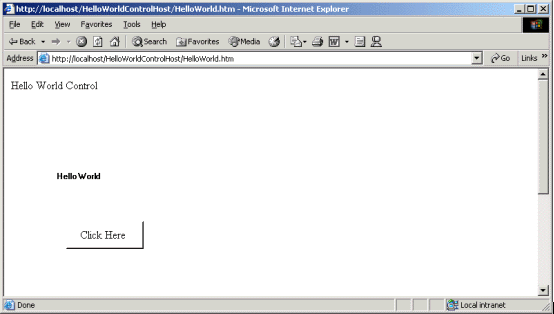 http://localhost/HelloWorldControlHost/HelloWorld.htm - Microsoft Internet Explorer
File Edit View Favorites Tools Help
Back Search Favorites Media
Address http://localhost/HelloWorldControlHost/HelloWorld.htm Go Links »
Hello World Control
Hello World
Click Here
Done Local intranet